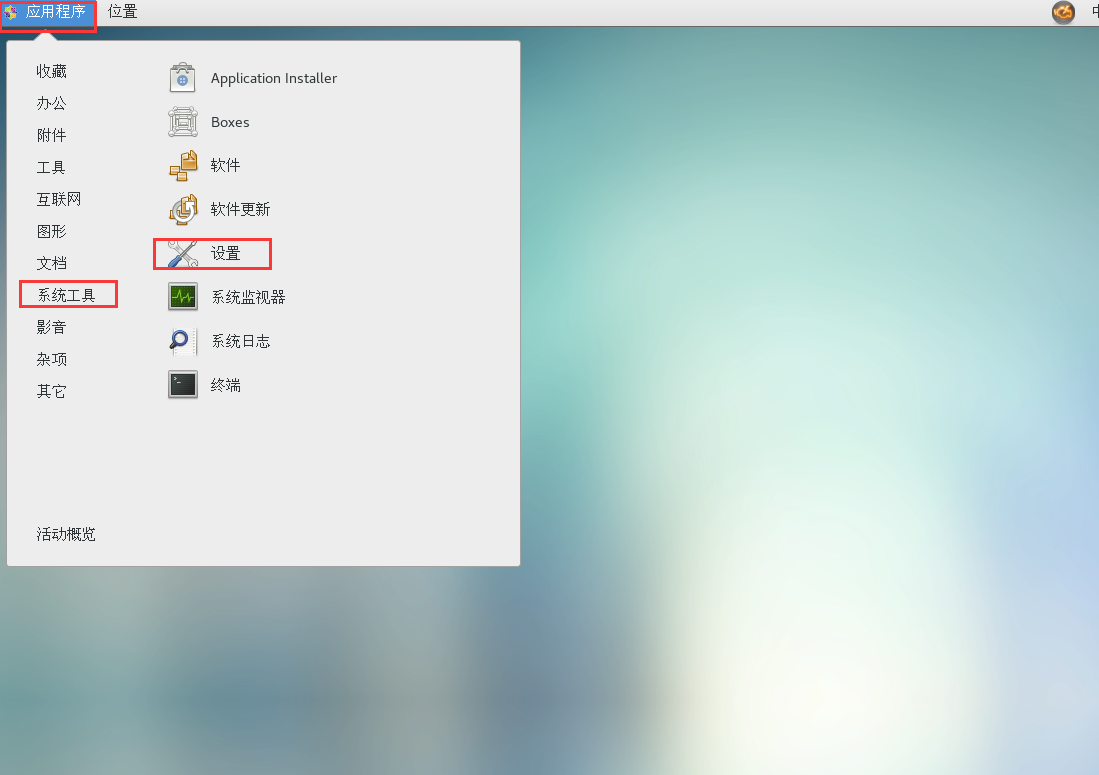 应用程序 位置 中
收藏
办公
附件
工具
互联网
图形
文档
系统工具
影音
杂项
其它
活动概览
Application Installer
Boxes
软件
软件更新
设置
系统监视器
系统日志
终端